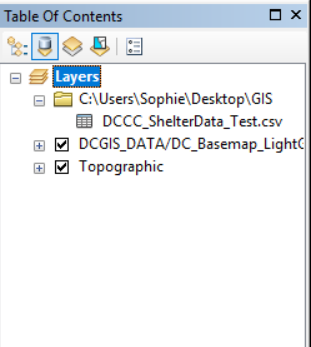 Table Of Contents
Layers
C:\Users\Sophie\Desktop\GIS
DCCC_ShelterData_Test.csv
DCGIS_DATA/DC_Basemap_Light
Topographic